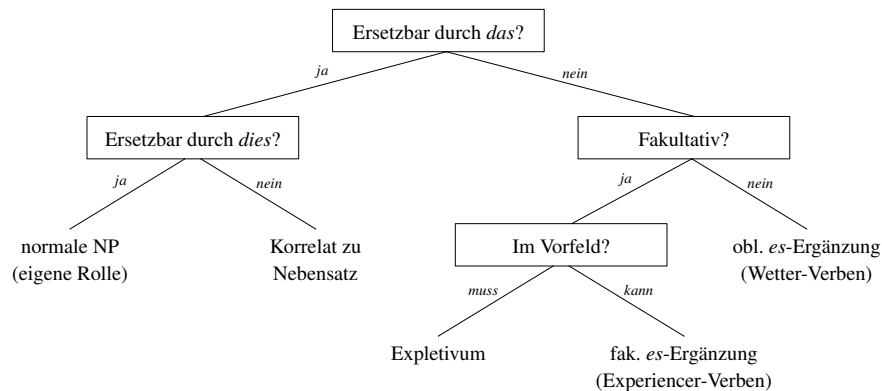 Ersetzbar durch das?
ja
nein
Ersetzbar durch dies?
Fakultativ?
ja
nein
ja
nein
normale NP
(eigene Rolle)
Korrelat zu
Nebensatz
Im Vorfeld?
obl. es-Ergänzung
(Wetter-Verben)
muss
kann
Expletivum
fak. es-Ergänzung
(Experiencer-Verben)